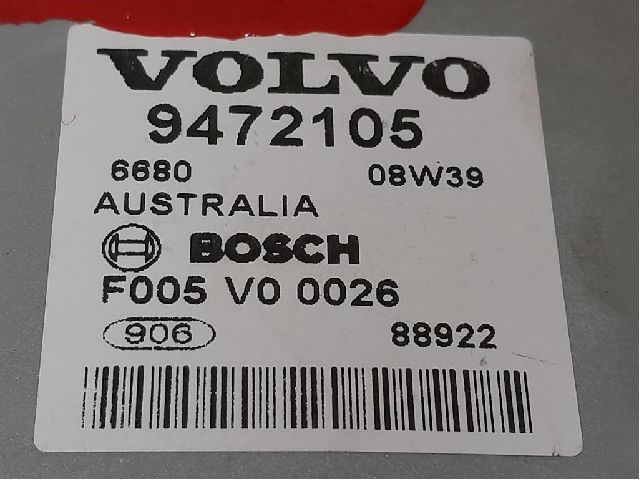 VOLVO
9472105
6680 08W39
AUSTRALIA
BOSCH
F005 V0 0026
906 88922